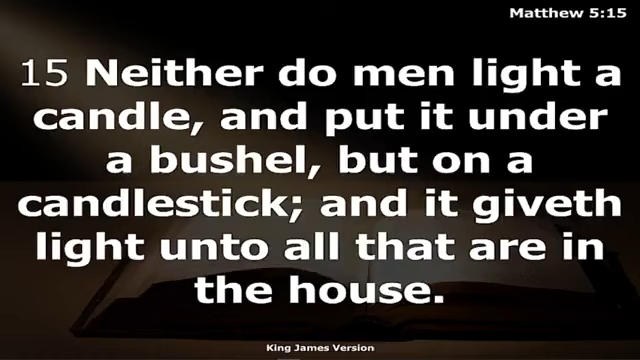 Matthew 5:15
15 Neither do men light a
candle, and put it under
a bushel, but on a
candlestick; and it giveth
light unto all that are in
the house.
King James Version